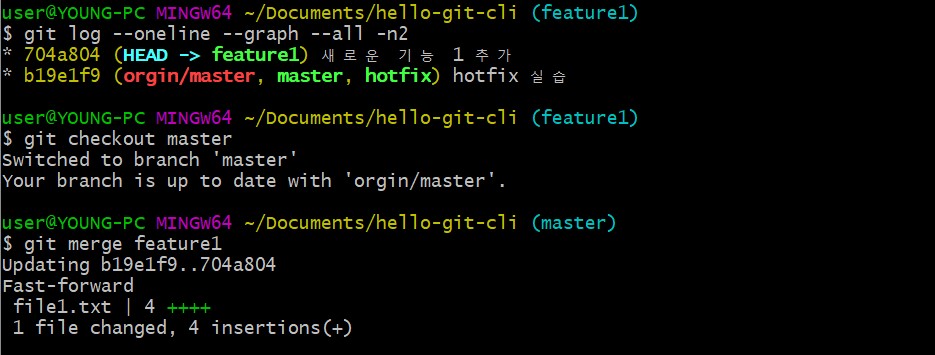 user@YOUNG-PC MINGW64 ~/Documents/hello-git-cli (feature1)
$ git log --oneline --graph --all -n2
* 704a804 (HEAD -> feature1) 새로운 기능 1 추가
* b19e1f9 (orgin/master, master, hotfix) hotfix 실습
user@YOUNG-PC MINGW64 ~/Documents/hello-git-cli (feature1)
$ git checkout master
Switched to branch 'master'
Your branch is up to date with 'orgin/master'.
user@YOUNG-PC MINGW64 ~/Documents/hello-git-cli (master)
$ git merge feature1
Updating b19e1f9..704a804
Fast-forward
file1.txt | 4 ++++
1 file changed, 4 insertions(+)